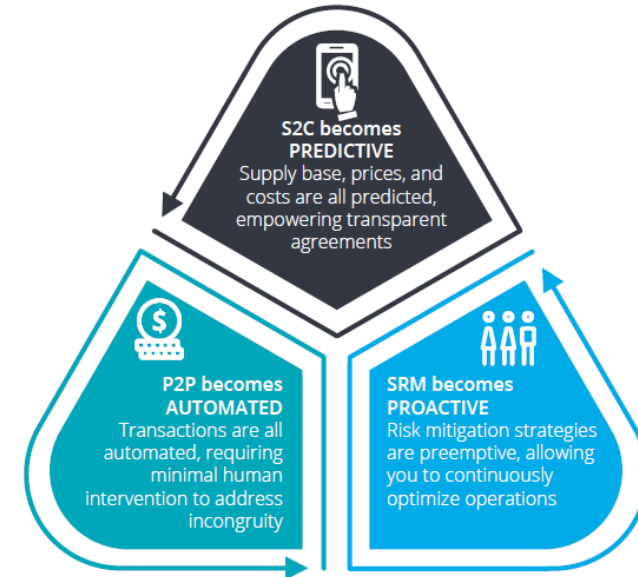 S2C becomes
PREDICTIVE
Supply base, prices, and
costs are all predicted,
empowering transparent
agreements
$
P2P becomes
AUTOMATED
Transactions are all
automated, requiring
minimal human
intervention to address
incongruity
SRM becomes
PROACTIVE
Risk mitigation strategies
are preemptive, allowing
you to continuously
optimize operations